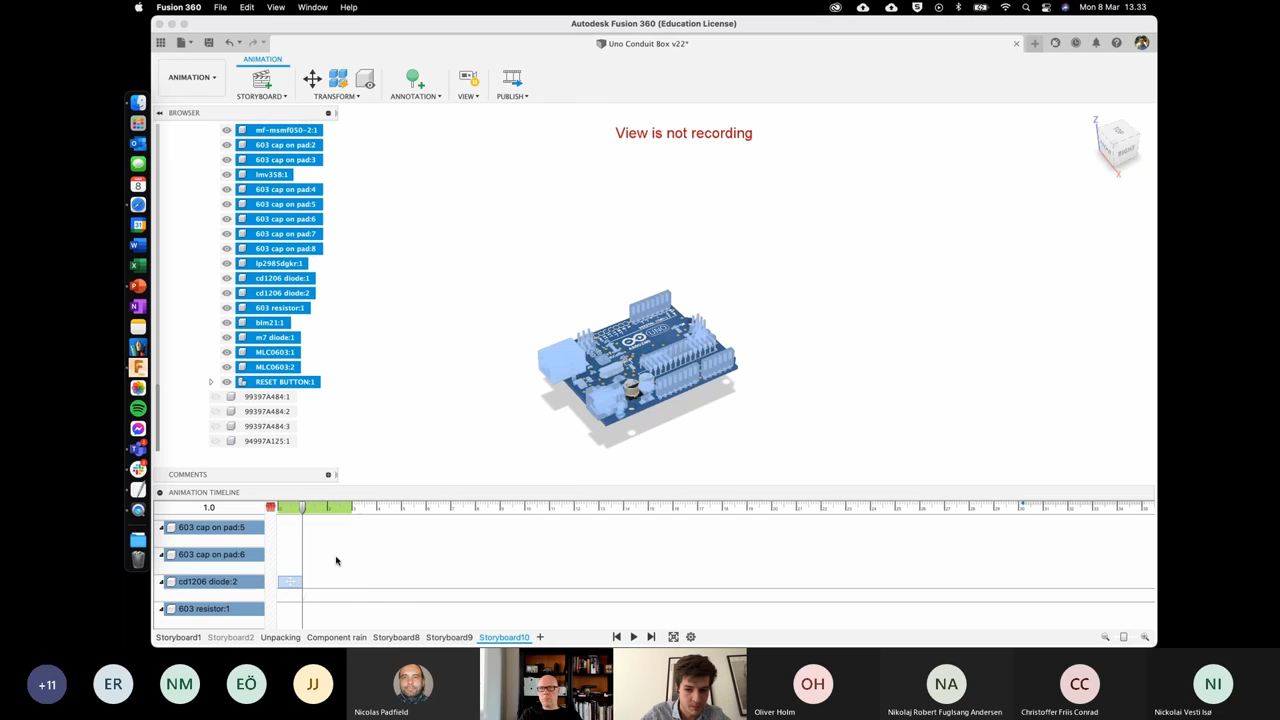 Fusion 360 File Edit View Window Help
Mon 8 Mar 13.33
Autodesk Fusion 360 (Education License)
Uno Conduit Box v22*
ANIMATION
ANIMATION
STORYBOARD
TRANSFORM
ANNOTATION
VIEW
PUBLISH
BROWSER
View is not recording
Z
TOP
RIGHT
X
mf-msmf050-2:1
603 cap on pad:2
603 cap on pad:3
lmv358:1
603 cap on pad:4
603 cap on pad:5
603 cap on pad:6
603 cap on pad:7
603 cap on pad:8
lp2985dgkr:1
cd1206 diode:1
cd1206 diode:2
603 resistor:1
blm21:1
m7 diode:1
MLC0603:1
MLC0603:2
RESET BUTTON:1
99397A484:1
99397A484:2
99397A484:3
94997A125:1
UNO
COMMENTS
ANIMATION TIMELINE
1.0
603 cap on pad:5
603 cap on pad:6
cd1206 diode:2
603 resistor:1
Storyboard1 Storyboard2 Unpacking Component rain Storyboard8 Storyboard9 Storyboard10
+11
ER
NM
EÖ
JJ
OH
NA
CC
NI
Nicolas Padfield
Oliver Holm
Nikolaj Robert Fuglsang Andersen
Christoffer Friis Conrad
Nickolai Vesti Isø